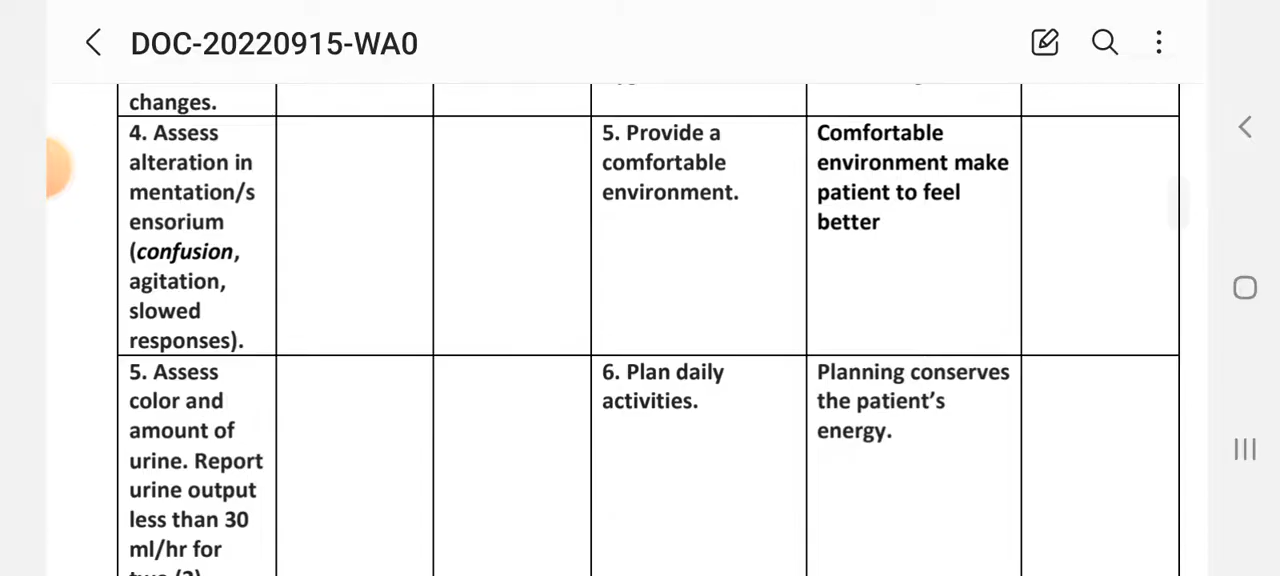 DOC-20220915-WA0
changes.
4. Assess
alteration in
mentation/s
ensorium
(confusion,
agitation,
slowed
responses).
5. Provide a
comfortable
environment.
Comfortable
environment make
patient to feel
better
5. Assess
color and
amount of
urine. Report
urine output
less than 30
ml/hr for
6. Plan daily
activities.
Planning conserves
the patient’s
energy.